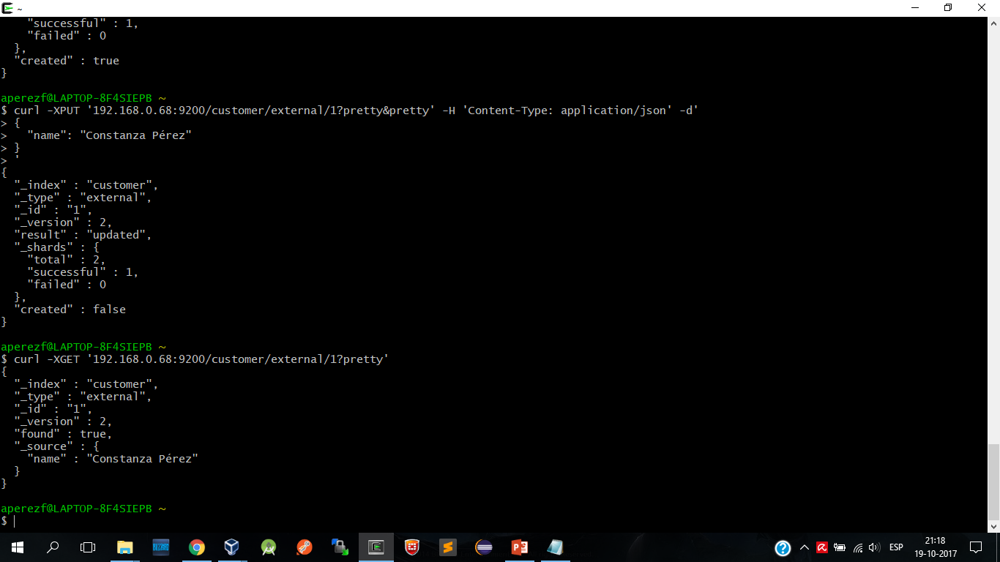 ~
    "successful" : 1,
    "failed" : 0
  },
  "created" : true
}
aperezf@LAPTOP-8F4SIEPB ~
$ curl -XPUT '192.168.0.68:9200/customer/external/1?pretty&pretty' -H 'Content-Type: application/json' -d'
> {
>   "name": "Constanza Pérez"
> }
> '
{
  "_index" : "customer",
  "_type" : "external",
  "_id" : "1",
  "_version" : 2,
  "result" : "updated",
  "_shards" : {
    "total" : 2,
    "successful" : 1,
    "failed" : 0
  },
  "created" : false
}
aperezf@LAPTOP-8F4SIEPB ~
$ curl -XGET '192.168.0.68:9200/customer/external/1?pretty'
{
  "_index" : "customer",
  "_type" : "external",
  "_id" : "1",
  "_version" : 2,
  "found" : true,
  "_source" : {
    "name" : "Constanza Pérez"
  }
}
aperezf@LAPTOP-8F4SIEPB ~
$
ESP
21:18
19-10-2017